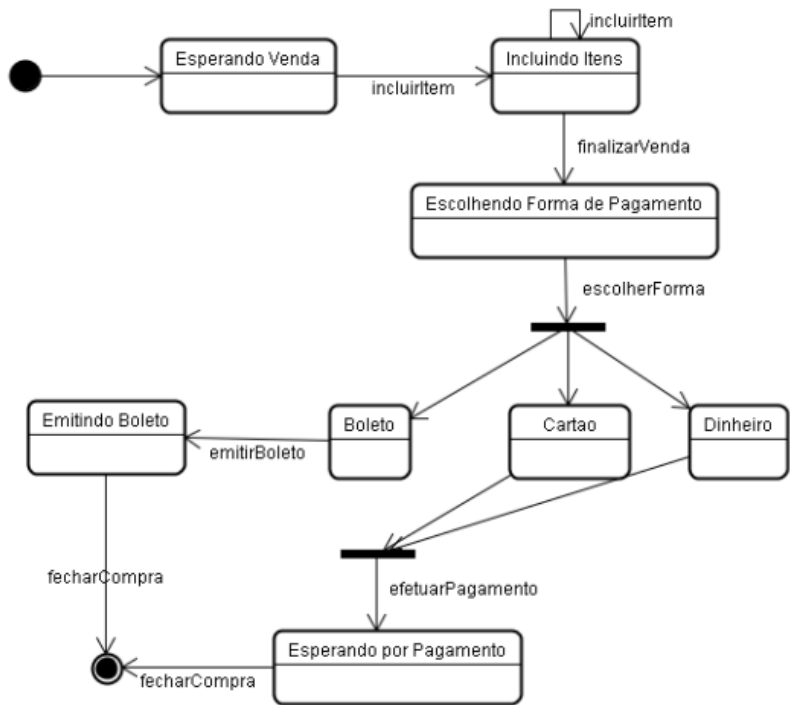 incluirItem
Esperando Venda
Incluindo Itens
incluirItem
finalizarVenda
Escolhendo Forma de Pagamento
escolherForma
Emitindo Boleto
Boleto
Cartao
Dinheiro
emitirBoleto
fecharCompra
efetuarPagamento
Esperando por Pagamento
fecharCompra